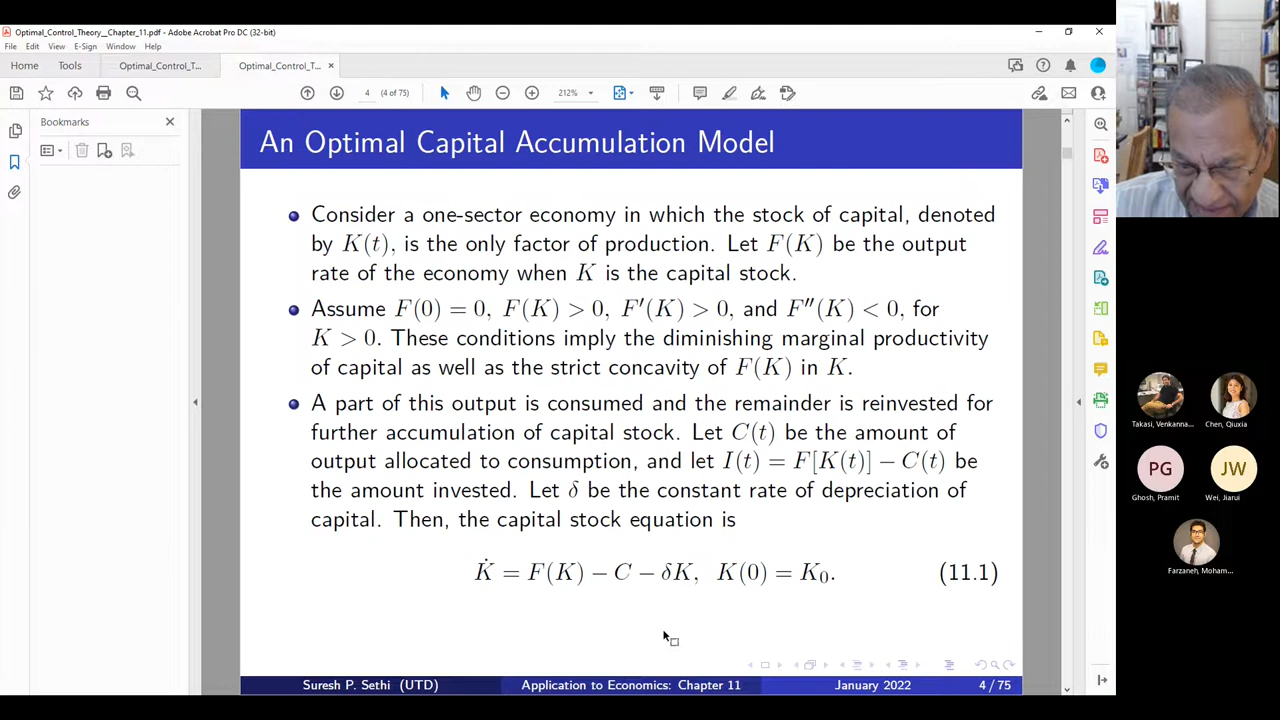 Optimal_Control_Theory__Chapter_11.pdf - Adobe Acrobat Pro DC (32-bit)
File Edit View E-Sign Window Help
Home Tools Optimal_Control_T... Optimal_Control_T... ×
4 (4 of 75) 212%
Bookmarks ×
An Optimal Capital Accumulation Model
Consider a one-sector economy in which the stock of capital, denoted
by K(t), is the only factor of production. Let F(K) be the output
rate of the economy when K is the capital stock.
Assume F(0) = 0, F(K) > 0, F′(K) > 0, and F″(K) < 0, for
K > 0. These conditions imply the diminishing marginal productivity
of capital as well as the strict concavity of F(K) in K.
A part of this output is consumed and the remainder is reinvested for
further accumulation of capital stock. Let C(t) be the amount of
output allocated to consumption, and let I(t) = F[K(t)] − C(t) be
the amount invested. Let δ be the constant rate of depreciation of
capital. Then, the capital stock equation is
K̇ = F(K) − C − δK, K(0) = K₀. (11.1)
Suresh P. Sethi (UTD) Application to Economics: Chapter 11 January 2022 4 / 75
Takasi, Venkanna... Chen, Qiuxia
PG JW
Ghosh, Pramit Wei, Jiarui
Farzaneh, Moham...